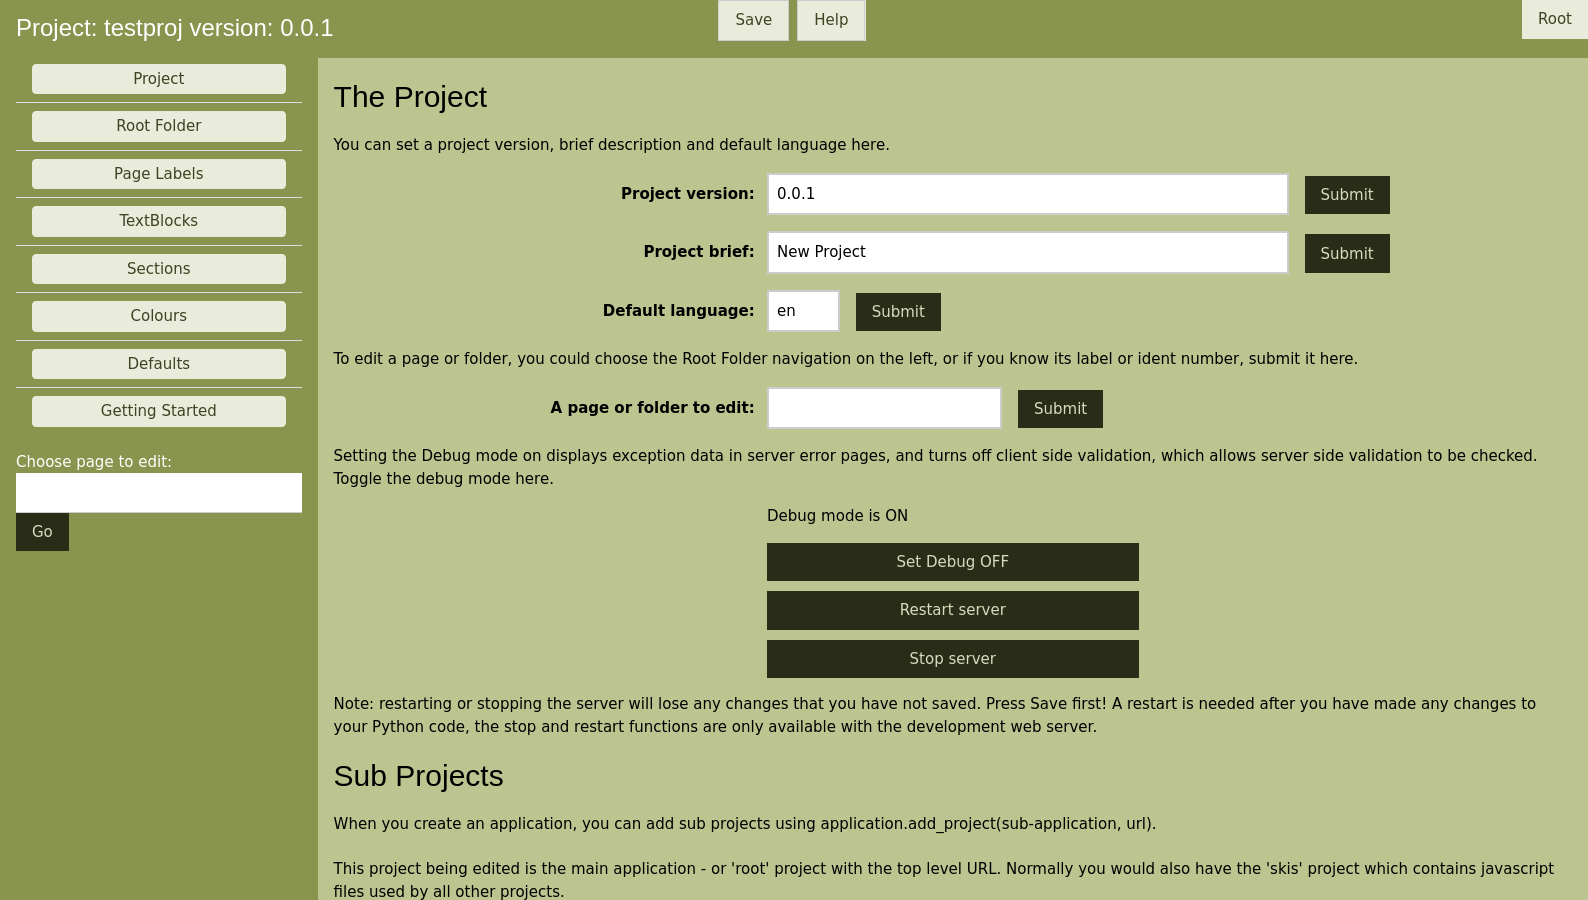 Project: testproj version: 0.0.1
Save
Help
Root
Project
Root Folder
Page Labels
TextBlocks
Sections
Colours
Defaults
Getting Started
Choose page to edit:
Go
The Project
You can set a project version, brief description and default language here.
Project version: 0.0.1 Submit
Project brief: New Project Submit
Default language: en Submit
To edit a page or folder, you could choose the Root Folder navigation on the left, or if you know its label or ident number, submit it here.
A page or folder to edit: Submit
Setting the Debug mode on displays exception data in server error pages, and turns off client side validation, which allows server side validation to be checked.
Toggle the debug mode here.
Debug mode is ON
Set Debug OFF
Restart server
Stop server
Note: restarting or stopping the server will lose any changes that you have not saved. Press Save first! A restart is needed after you have made any changes to
your Python code, the stop and restart functions are only available with the development web server.
Sub Projects
When you create an application, you can add sub projects using application.add_project(sub-application, url).
This project being edited is the main application - or 'root' project with the top level URL. Normally you would also have the 'skis' project which contains javascript
files used by all other projects.